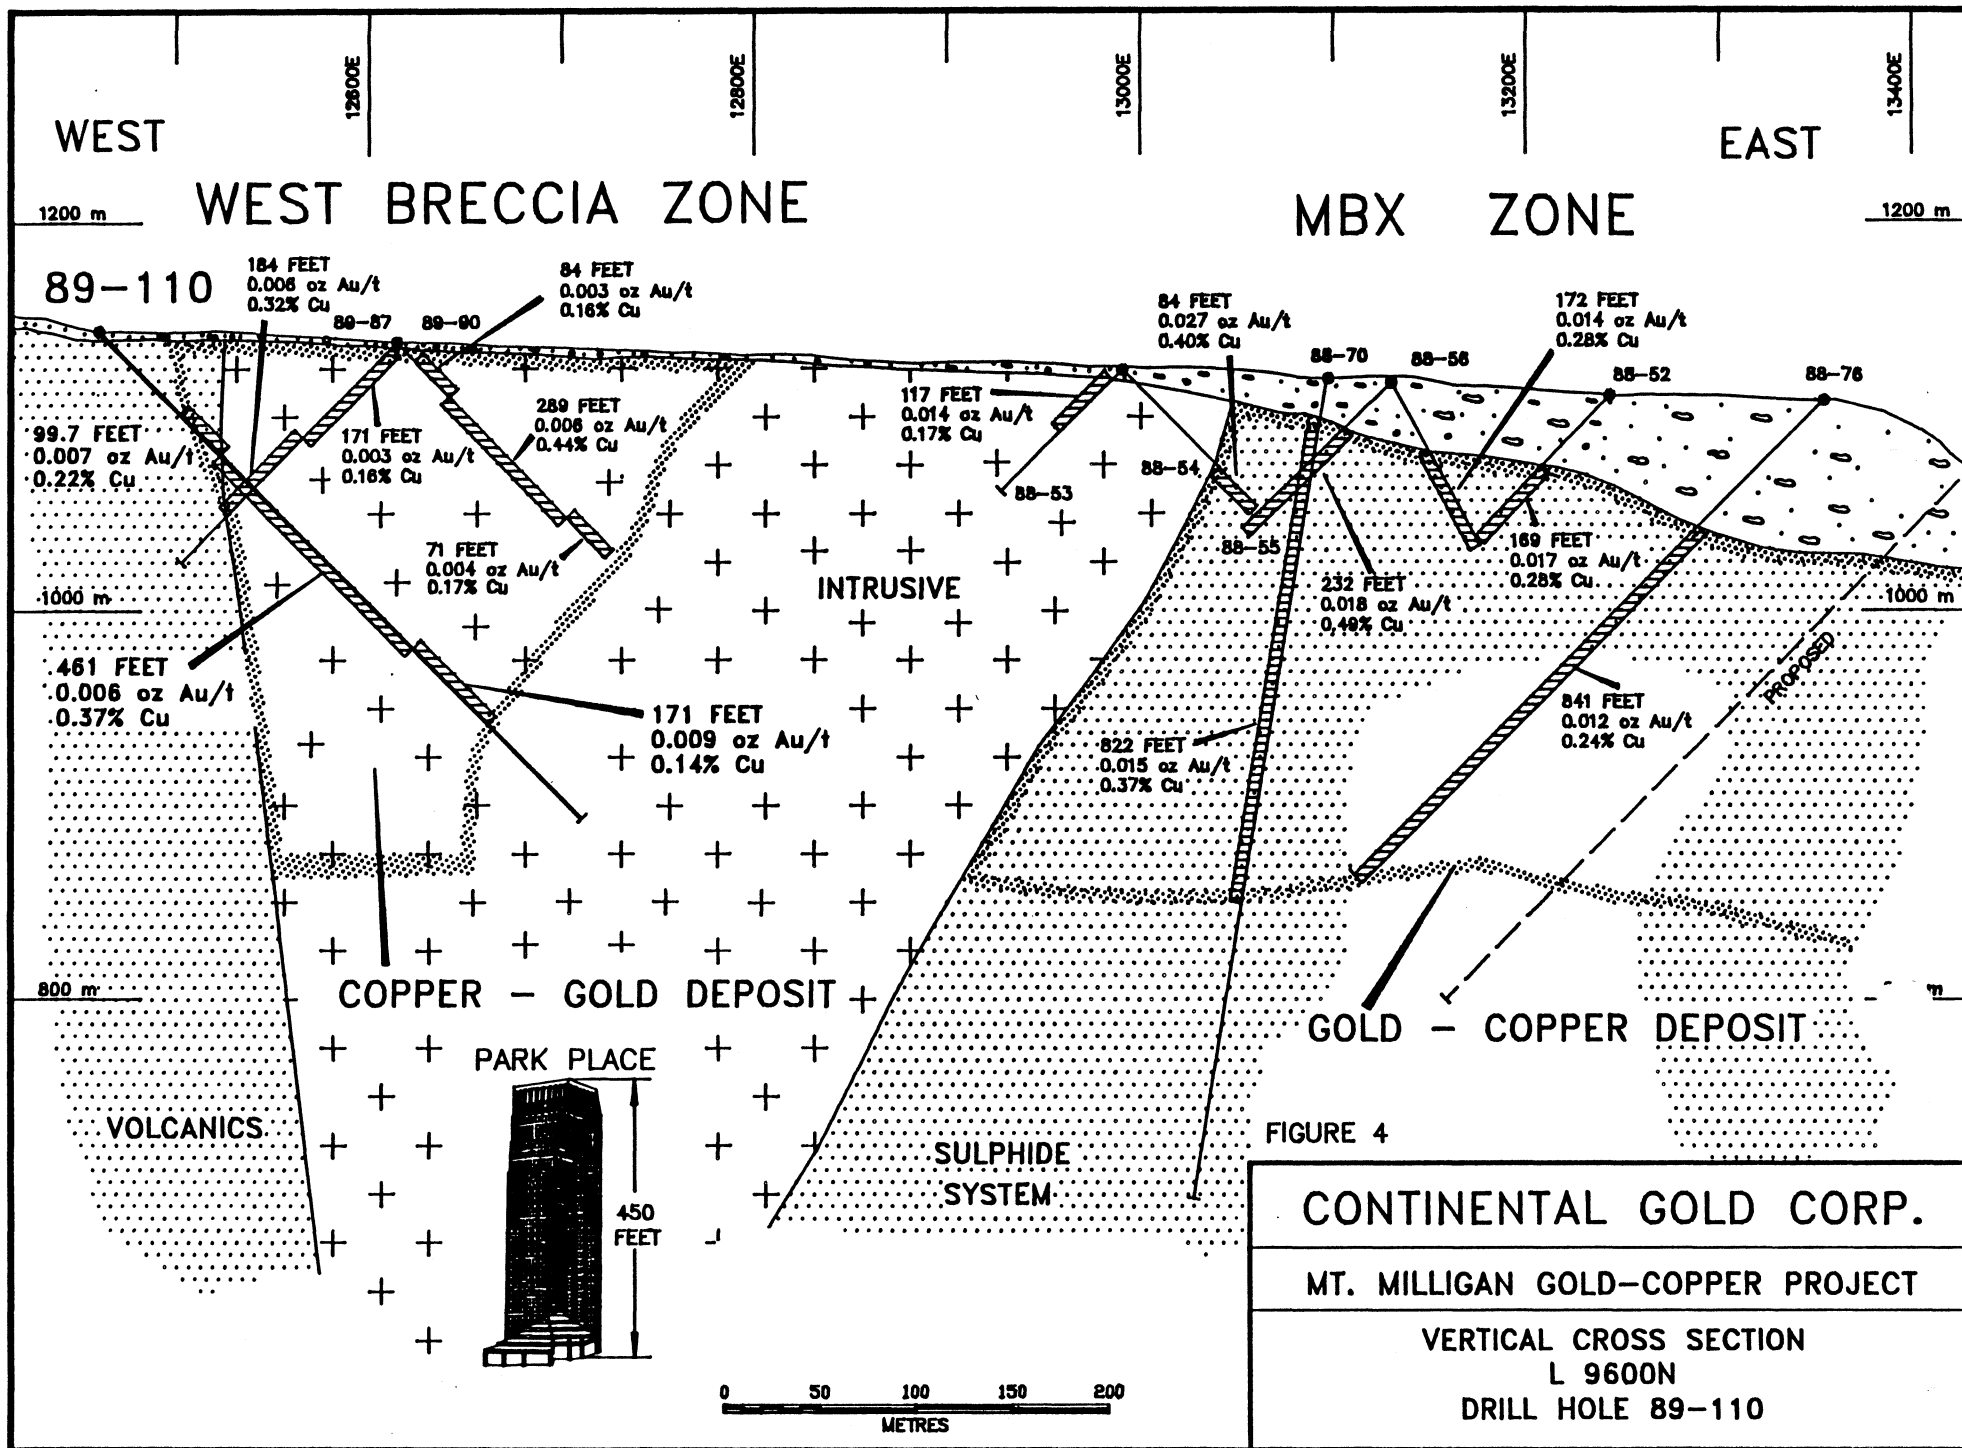 12600E
12800E
13000E
13200E
13400E
WEST
EAST
WEST BRECCIA ZONE
MBX ZONE
1200 m
1200 m
89-110
184 FEET
0.006 oz Au/t
0.32% Cu
84 FEET
0.003 oz Au/t
0.16% Cu
89-87
89-90
84 FEET
0.027 oz Au/t
0.40% Cu
172 FEET
0.014 oz Au/t
0.28% Cu
88-70
88-56
88-52
88-76
99.7 FEET
0.007 oz Au/t
0.22% Cu
171 FEET
0.003 oz Au/t
0.16% Cu
289 FEET
0.006 oz Au/t
0.44% Cu
117 FEET
0.014 oz Au/t
0.17% Cu
88-54
88-53
88-55
71 FEET
0.004 oz Au/t
0.17% Cu
INTRUSIVE
169 FEET
0.017 oz Au/t
0.28% Cu
232 FEET
0.018 oz Au/t
0.49% Cu
1000 m
1000 m
461 FEET
0.006 oz Au/t
0.37% Cu
171 FEET
0.009 oz Au/t
0.14% Cu
PROPOSED
841 FEET
0.012 oz Au/t
0.24% Cu
822 FEET
0.015 oz Au/t
0.37% Cu
800 m
m
COPPER - GOLD DEPOSIT
GOLD - COPPER DEPOSIT
PARK PLACE
450
FEET
VOLCANICS
SULPHIDE
SYSTEM
FIGURE 4
CONTINENTAL GOLD CORP.
MT. MILLIGAN GOLD-COPPER PROJECT
VERTICAL CROSS SECTION
L 9600N
DRILL HOLE 89-110
0 50 100 150 200
METRES